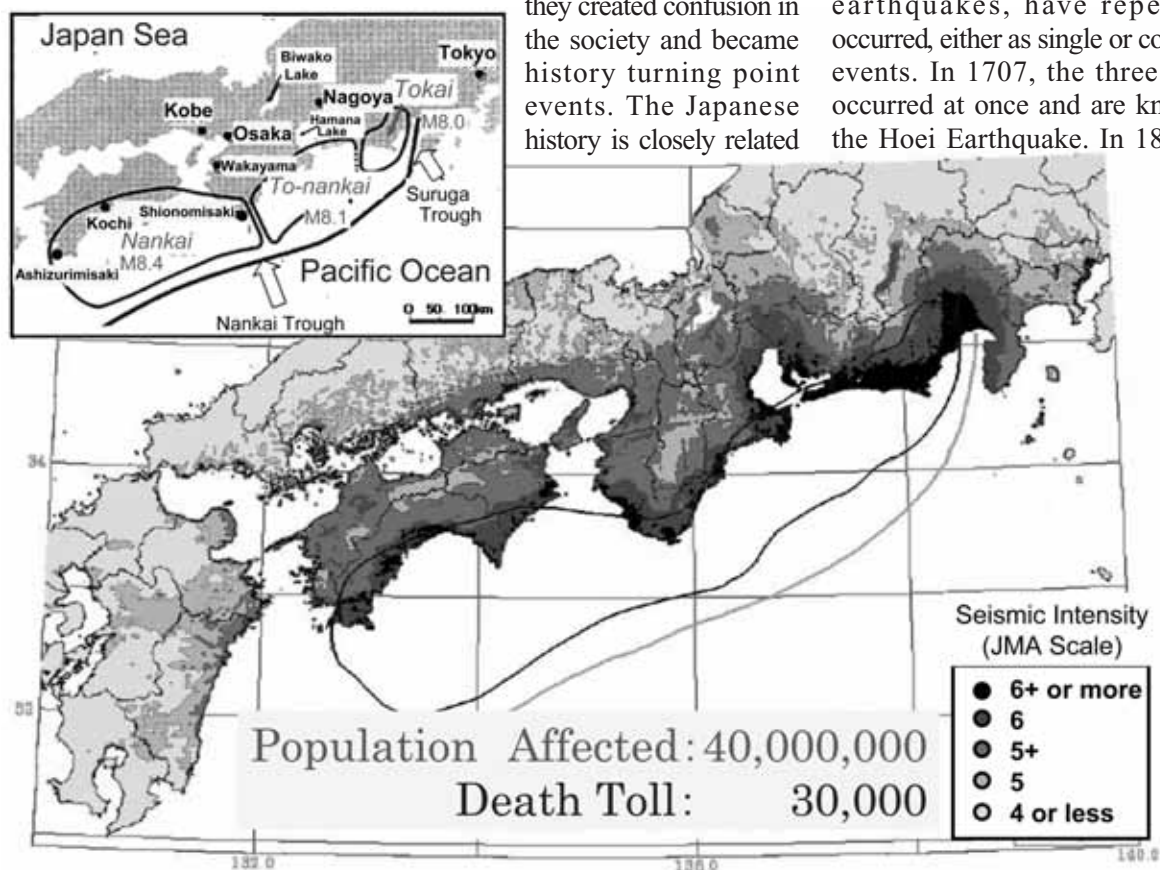 they created confusion in
the society and became
history turning point
events. The Japanese
history is closely related
earthquakes, have repe
occurred, either as single or co
events. In 1707, the three
occurred at once and are kn
the Hoei Earthquake. In 18
Japan Sea
Biwako
Lake
Tokyo
Kobe
Nagoya
Tokai
Hamana
Lake
M8.0
Osaka
Wakayama
To-nankai
Suruga
Trough
Kochi
Shionomisaki
M8.1
Nankai
Ashizurimisaki
M8.4
Pacific Ocean
Nankai Trough
0 50 100km
34
Seismic Intensity
(JMA Scale)
6+ or more
6
5+
5
4 or less
Population Affected: 40,000,000
Death Toll: 30,000
132.0
140.0